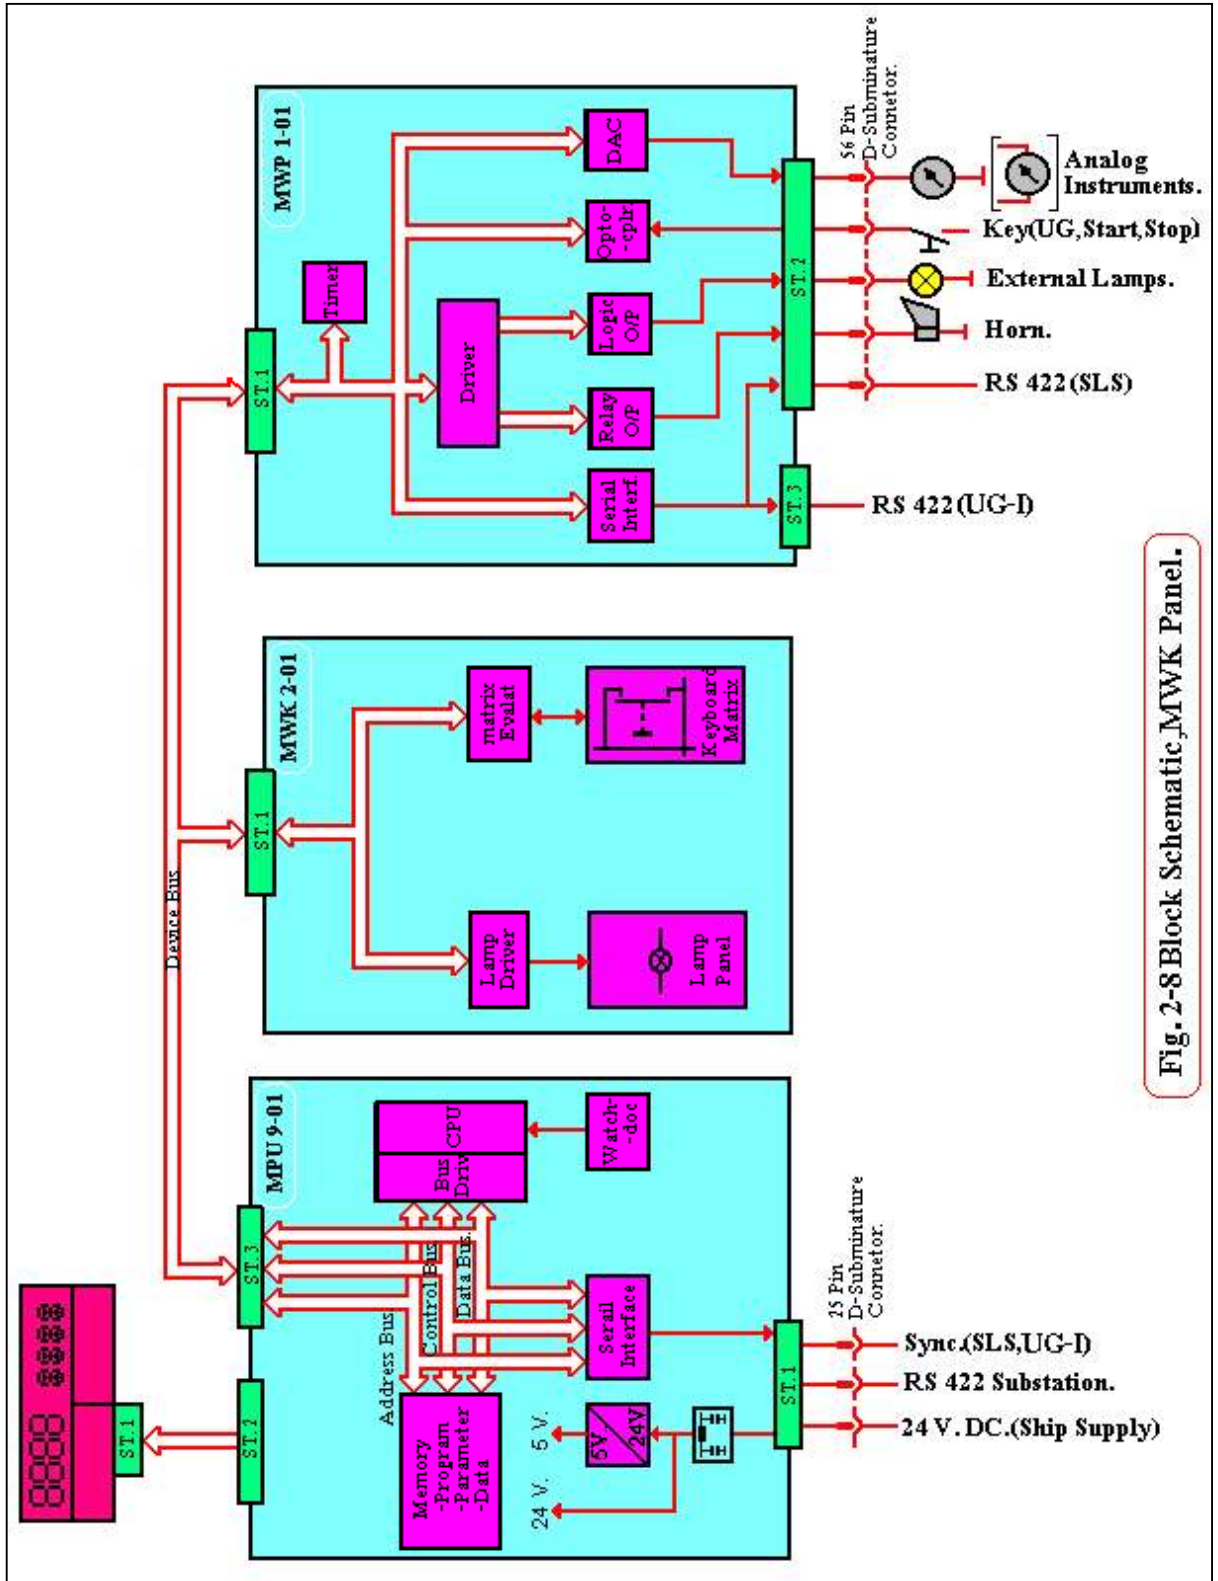 MPU 9-01
ST.1
ST.2
ST.3
Address Bus.
Control Bus.
Data Bus.
Bus
Driv
CPU
Watch-
-doc
Memory
-Program
-Parameter
-Data
Serail
Interface
24 V.
5 V.
5V
24V
ST.1
25 Pin
D-Subminature
Connetor.
Sync.(SLS,UG-I)
RS 422 Substation.
24 V. DC.(Ship Supply)
Device Bus.
MWK 2-01
ST.1
Lamp
Driver
Lamp
Panel
matrix
Evalat
Keyboard
Matrix
MWP 1-01
ST.1
Timer
Driver
Serial
Interf.
Relay
O/P
Logic
O/P
Opto-
-cplr.
DAC
ST.3
ST.2
56 Pin
D-Subminature
Connetor.
Analog
Instruments.
Key(UG,Start,Stop)
External Lamps.
Horn.
RS 422 (SLS)
RS 422 (UG-I)
Fig. 2-8 Block Schematic,MWK Panel.